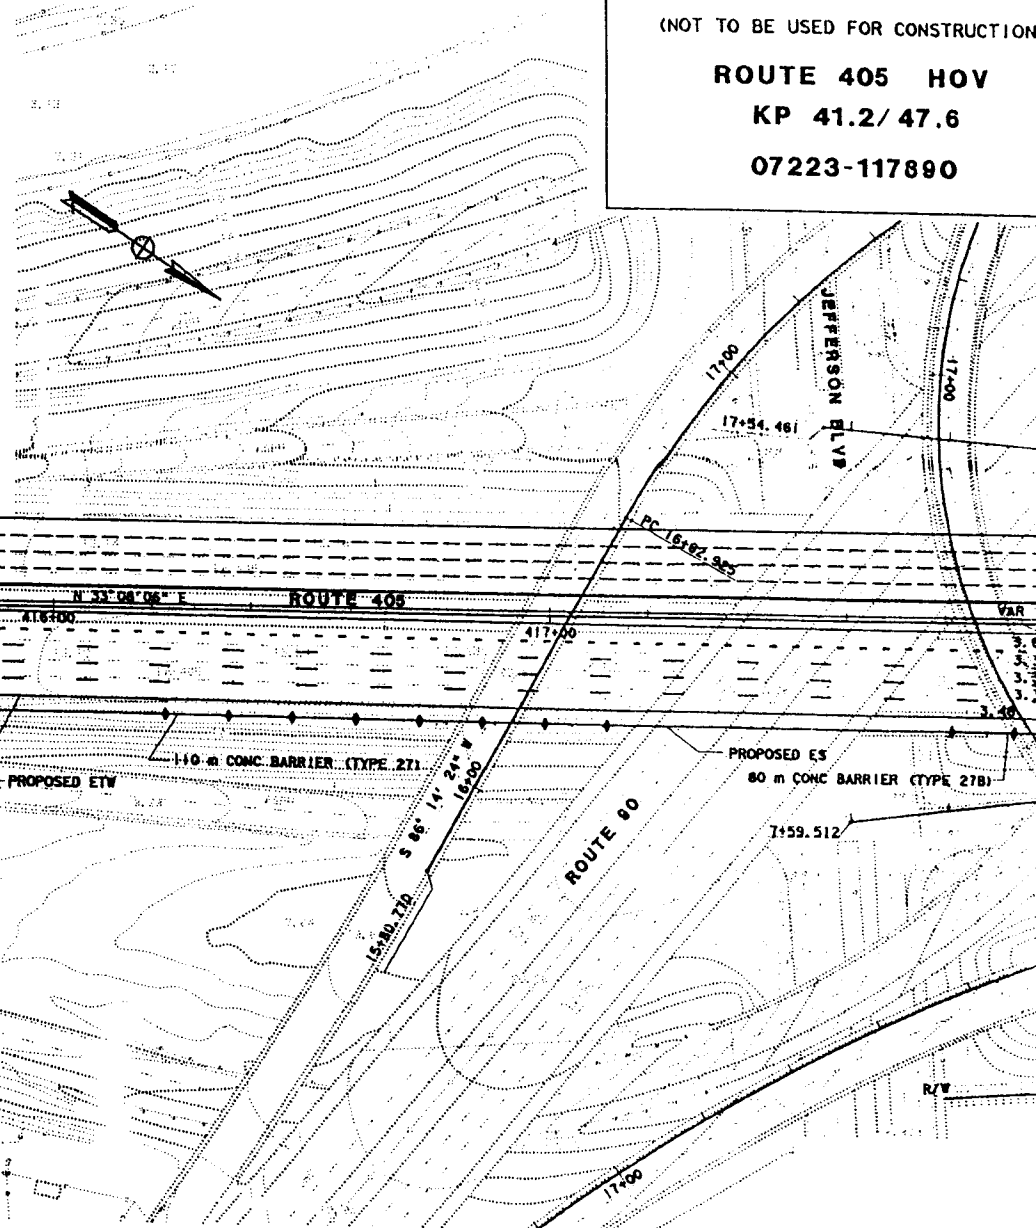 (NOT TO BE USED FOR CONSTRUCTION
ROUTE 405 HOV
KP 41.2/47.6
07223-117890
JEFFERSON BLVD
17+00
17+00
17+54.461
PC 16+82.925
N 33°08'06" E
ROUTE 405
416+00
417+00
VAR
3.48
110 m CONC BARRIER (TYPE 27)
PROPOSED ETW
PROPOSED ES
80 m CONC BARRIER (TYPE 27B)
S 86° 14' 24" W
16+00
ROUTE 90
7+59.512
15+80.770
R/W
17+00